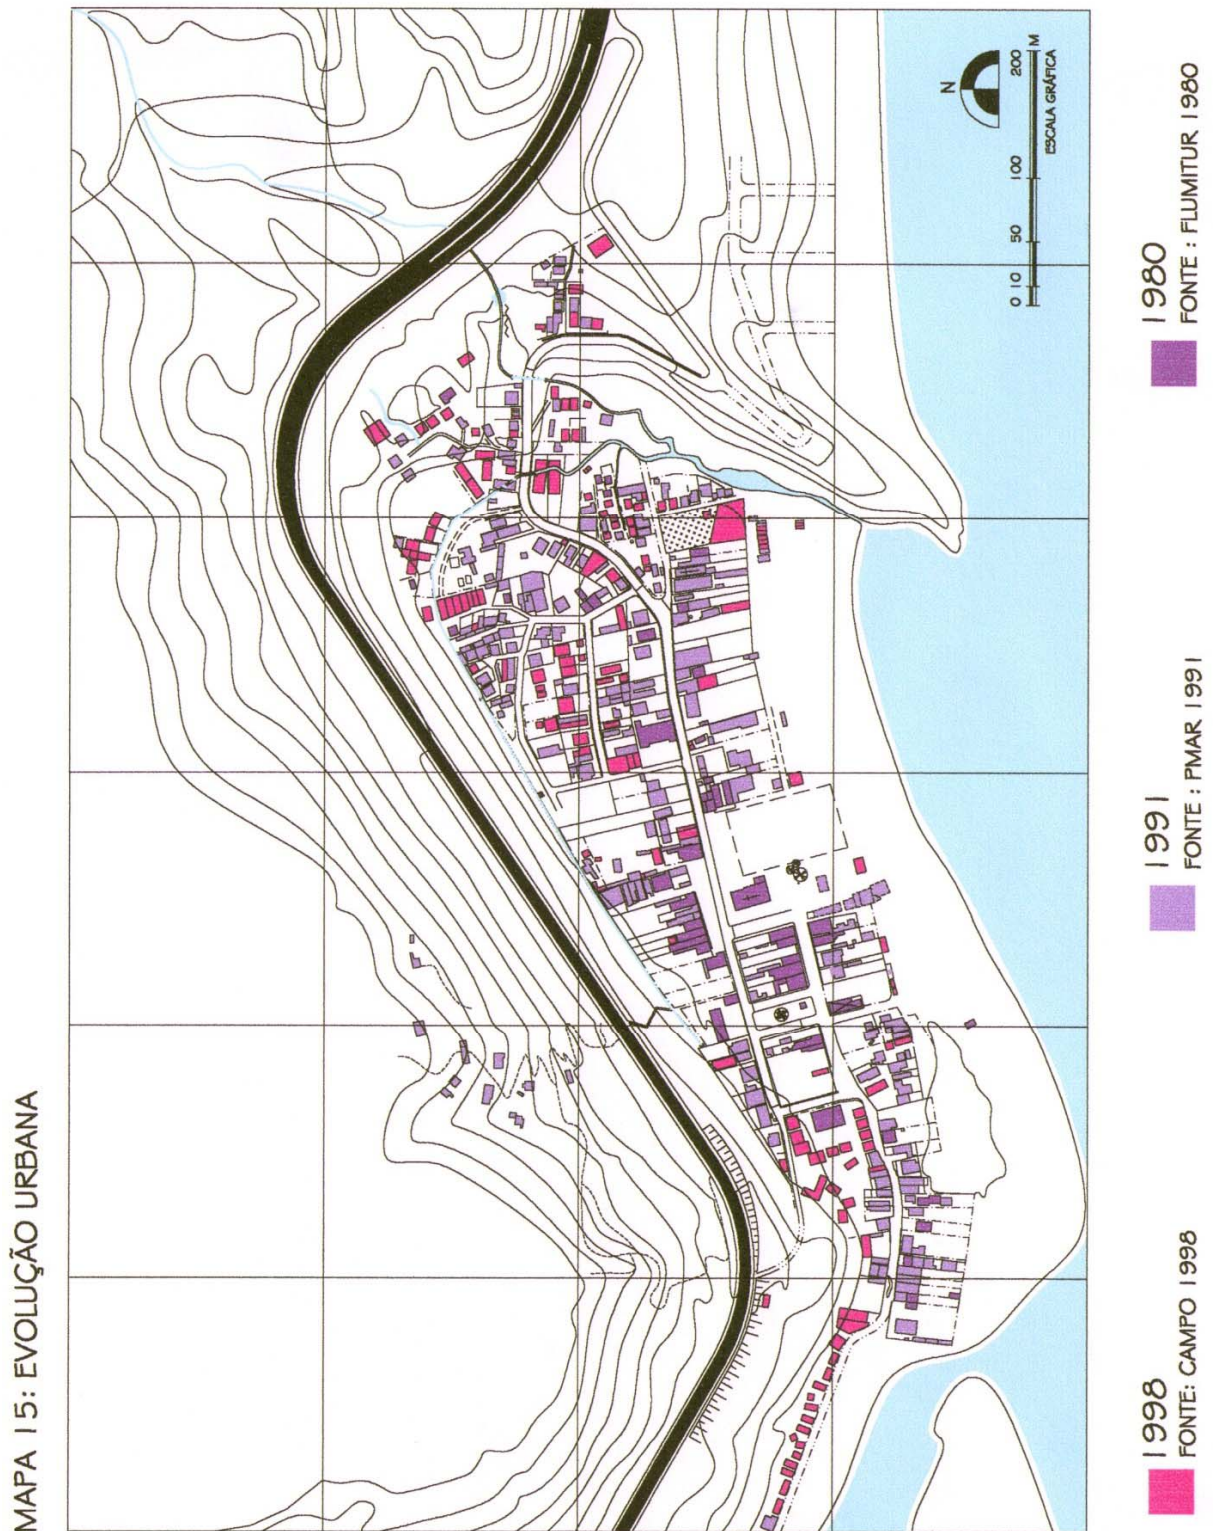 MAPA 15: EVOLUÇÃO URBANA
N
0 10 50 100 200 M
ESCALA GRÁFICA
1998
FONTE: CAMPO 1998
1991
FONTE : PMAR 1991
1980
FONTE : FLUMITUR 1980